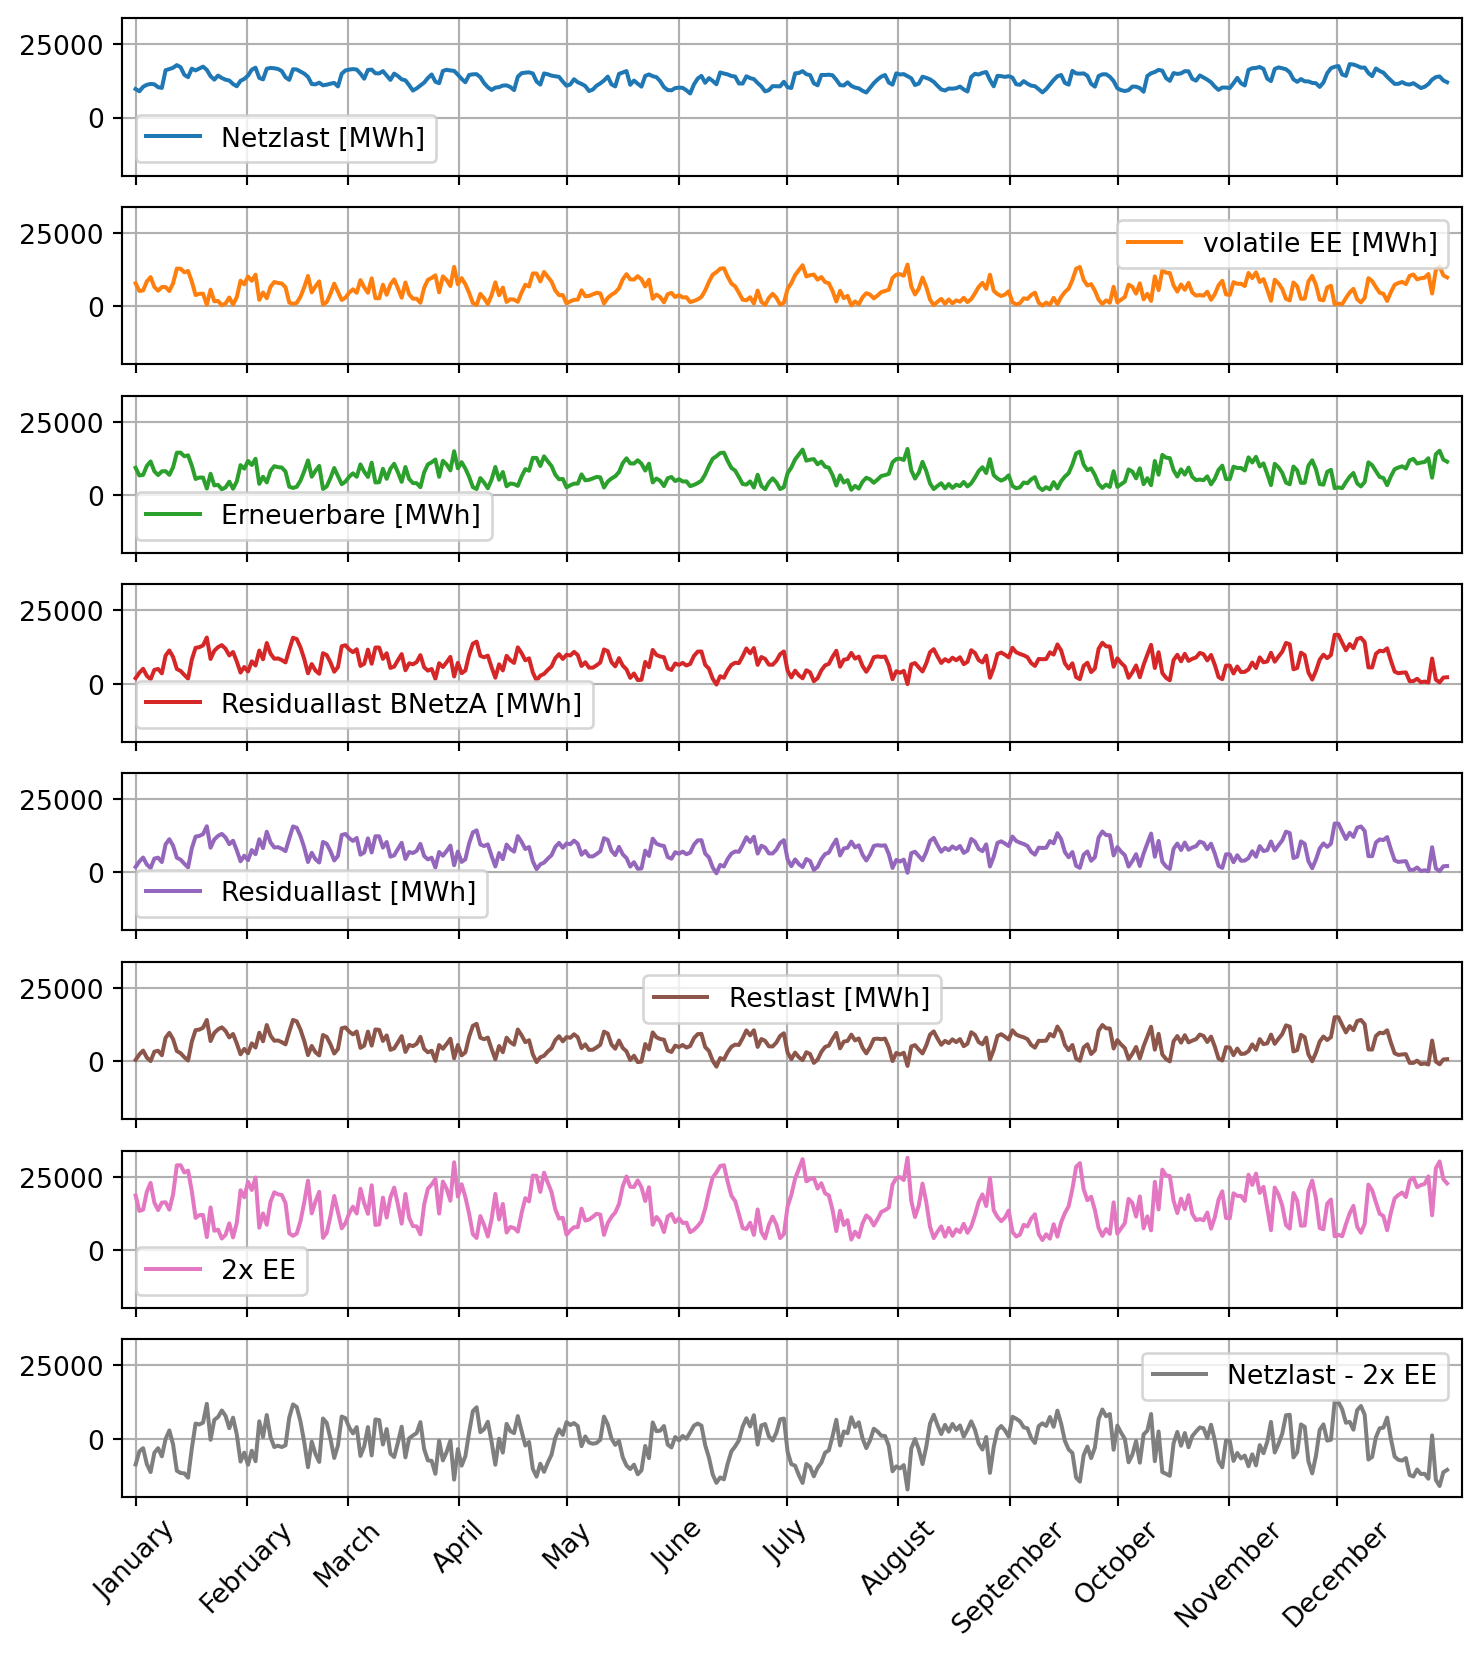 25000
0
Netzlast [MWh]
25000
0
volatile EE [MWh]
25000
0
Erneuerbare [MWh]
25000
0
Residuallast BNetzA [MWh]
25000
0
Residuallast [MWh]
25000
0
Restlast [MWh]
25000
0
2x EE
25000
0
Netzlast - 2x EE
January
February
March
April
May
June
July
August
September
October
November
December